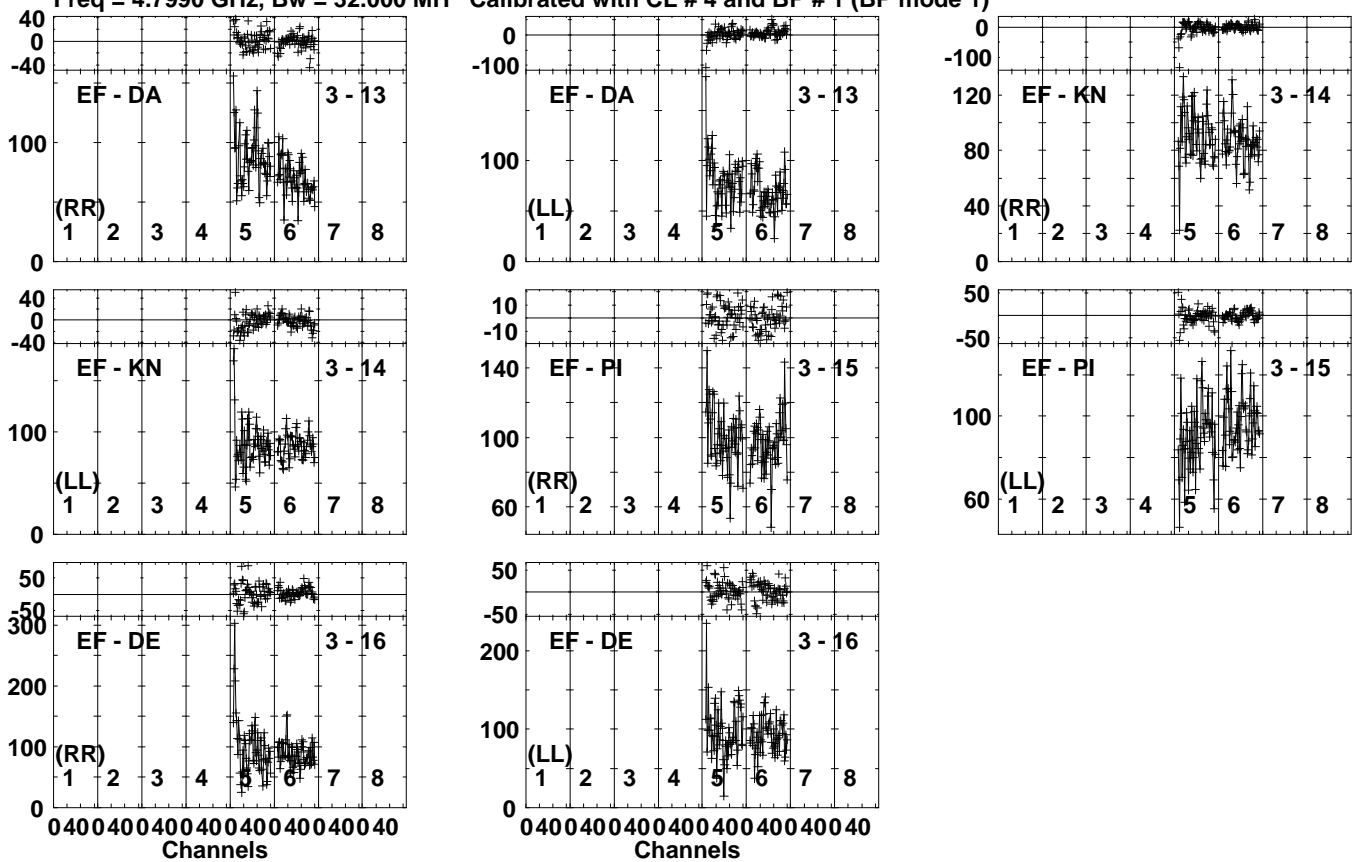 Freq = 4.7990 GHz, Bw = 32.000 MH Calibrated with CL # 4 and BP # 1 (BP mode 1)
40
0
-40
EF - DA 3 - 13
100
(RR)
1 2 3 4 5 6 7 8
0
0
-100
EF - DA 3 - 13
100
(LL)
1 2 3 4 5 6 7 8
0
0
-100
120
EF - KN 3 - 14
80
40
(RR)
1 2 3 4 5 6 7 8
0
40
0
-40
EF - KN 3 - 14
100
(LL)
1 2 3 4 5 6 7 8
0
10
-10
140
EF - PI 3 - 15
100
(RR)
60
1 2 3 4 5 6 7 8
50
0
-50
EF - PI 3 - 15
100
(LL)
60
1 2 3 4 5 6 7 8
50
-50
300
EF - DE 3 - 16
200
100
(RR)
1 2 3 4 5 6 7 8
0
50
0
-50
EF - DE 3 - 16
200
100
(LL)
1 2 3 4 5 6 7 8
0
0 40 0 40 0 40 0 40 0 40 0 40 0 40 0 40
Channels
0 40 0 40 0 40 0 40 0 40 0 40 0 40 0 40
Channels